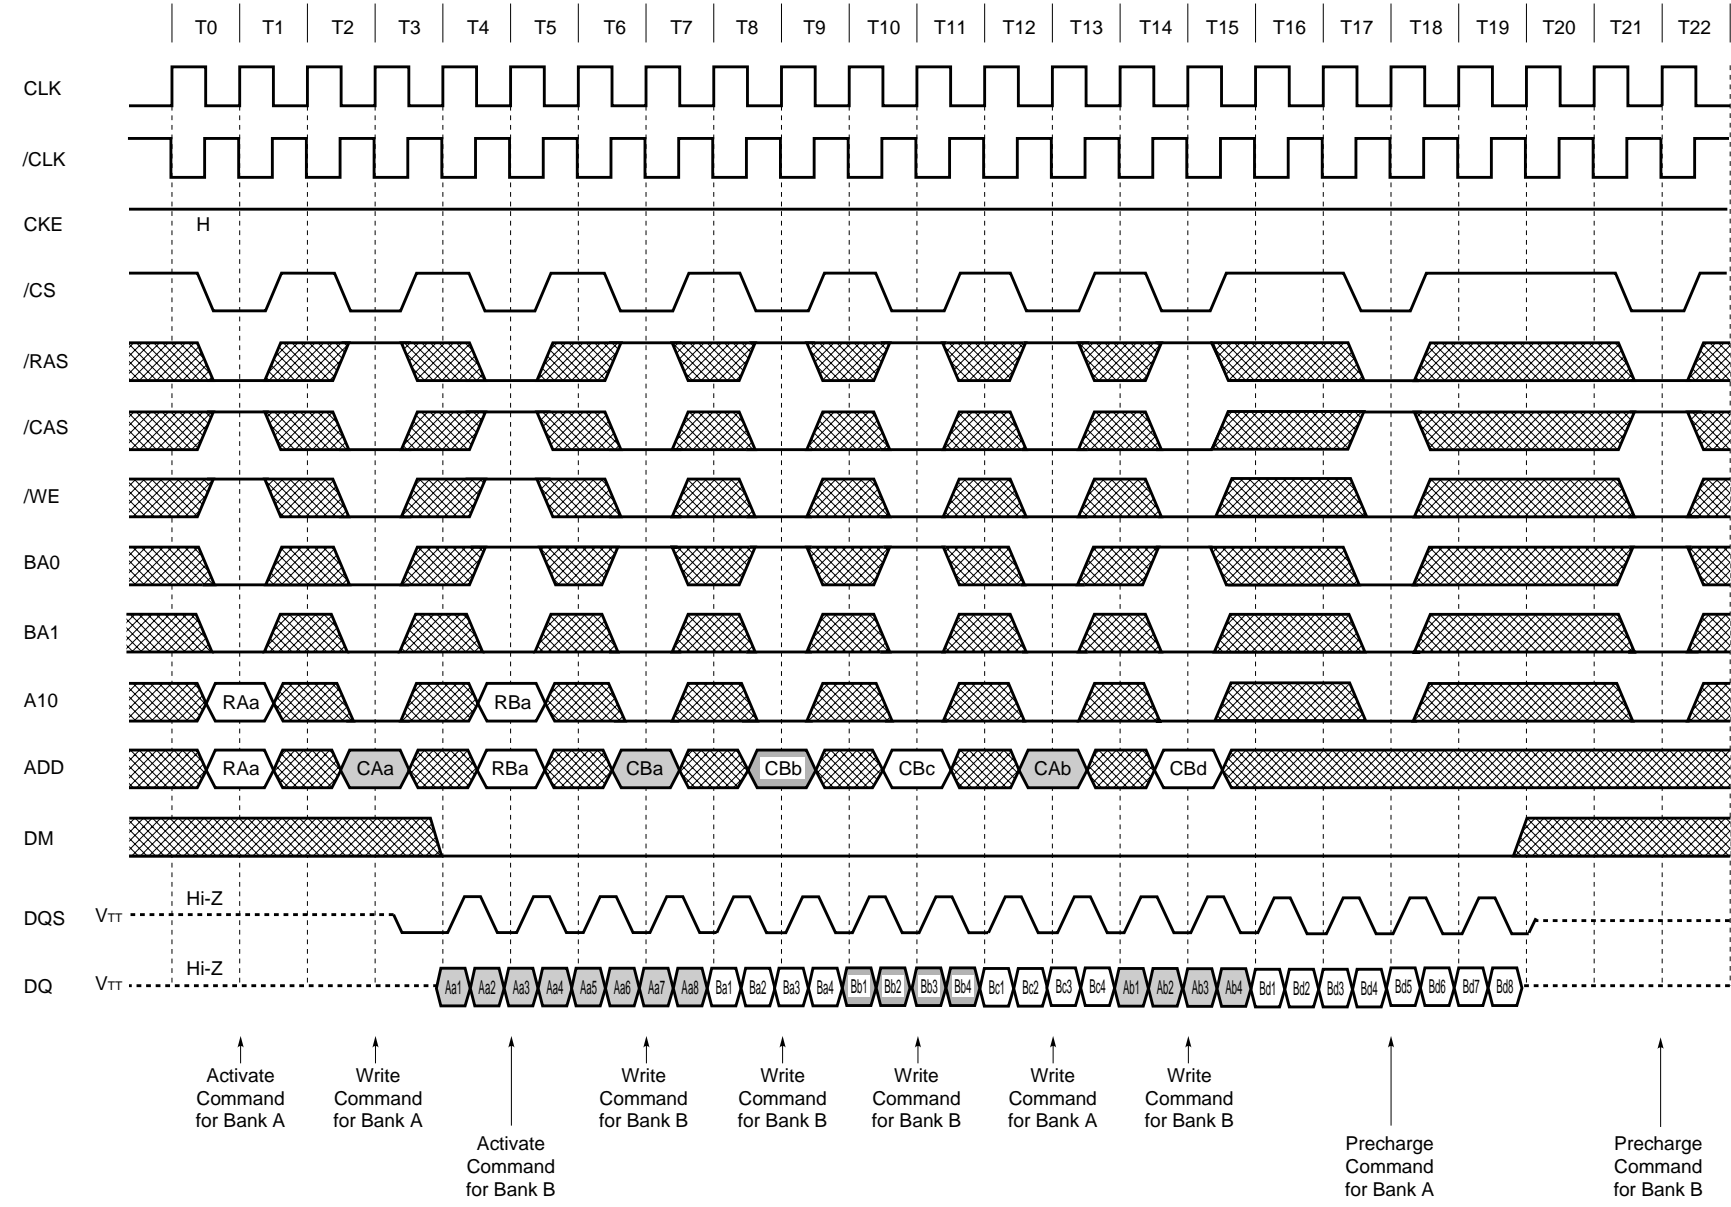 T0 T1 T2 T3 T4 T5 T6 T7 T8 T9 T10 T11 T12 T13 T14 T15 T16 T17 T18 T19 T20 T21 T22
CLK
/CLK
CKE H
/CS
/RAS
/CAS
/WE
BA0
BA1
A10 RAa RBa
ADD RAa CAa RBa CBa CBb CBc CAb CBd
DM
DQS VTT Hi-Z
DQ VTT Hi-Z Aa1 Aa2 Aa3 Aa4 Aa5 Aa6 Aa7 Aa8 Ba1 Ba2 Ba3 Ba4 Bb1 Bb2 Bb3 Bb4 Bc1 Bc2 Bc3 Bc4 Ab1 Ab2 Ab3 Ab4 Bd1 Bd2 Bd3 Bd4 Bd5 Bd6 Bd7 Bd8
Activate
Command
for Bank A
Write
Command
for Bank A
Activate
Command
for Bank B
Write
Command
for Bank B
Write
Command
for Bank B
Write
Command
for Bank B
Write
Command
for Bank A
Write
Command
for Bank B
Precharge
Command
for Bank A
Precharge
Command
for Bank B